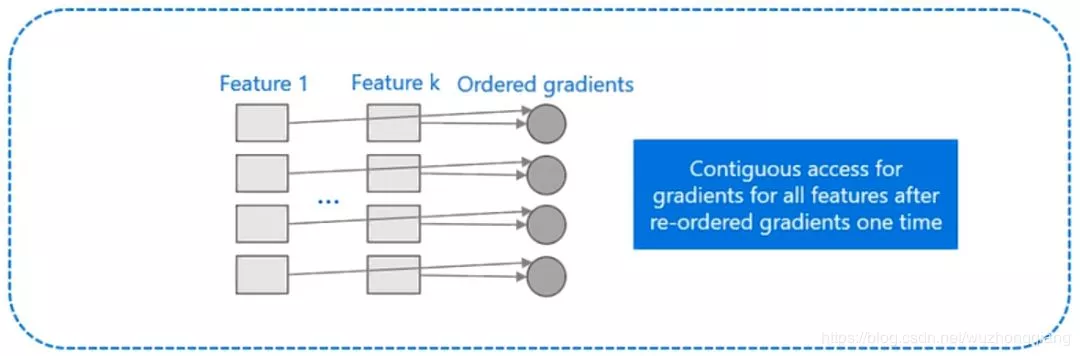 Feature 1
Feature k
Ordered gradients
...
Contiguous access for
gradients for all features after
re-ordered gradients one time
https://blog.csdn.net/wuzhongqiang